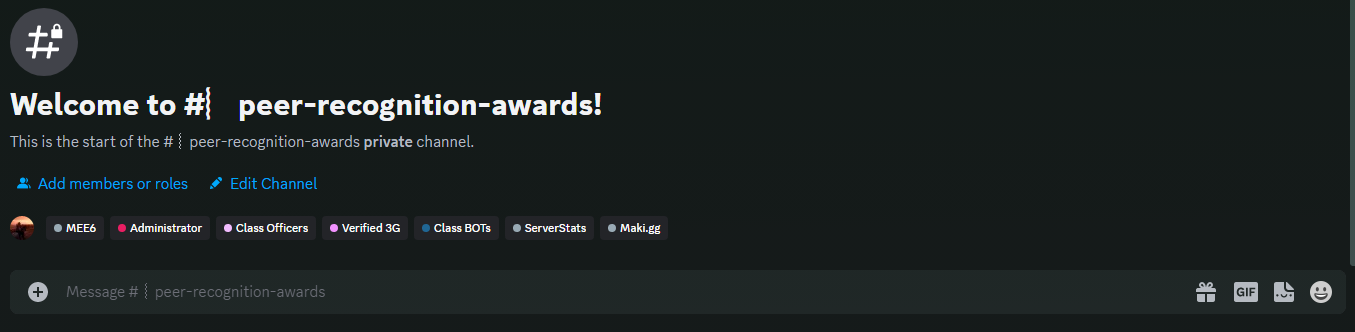 Welcome to #⦚ peer-recognition-awards!
This is the start of the #⦚peer-recognition-awards private channel.
Add members or roles Edit Channel
MEE6 Administrator Class Officers Verified 3G Class BOTs ServerStats Maki.gg
Message #⦚peer-recognition-awards GIF